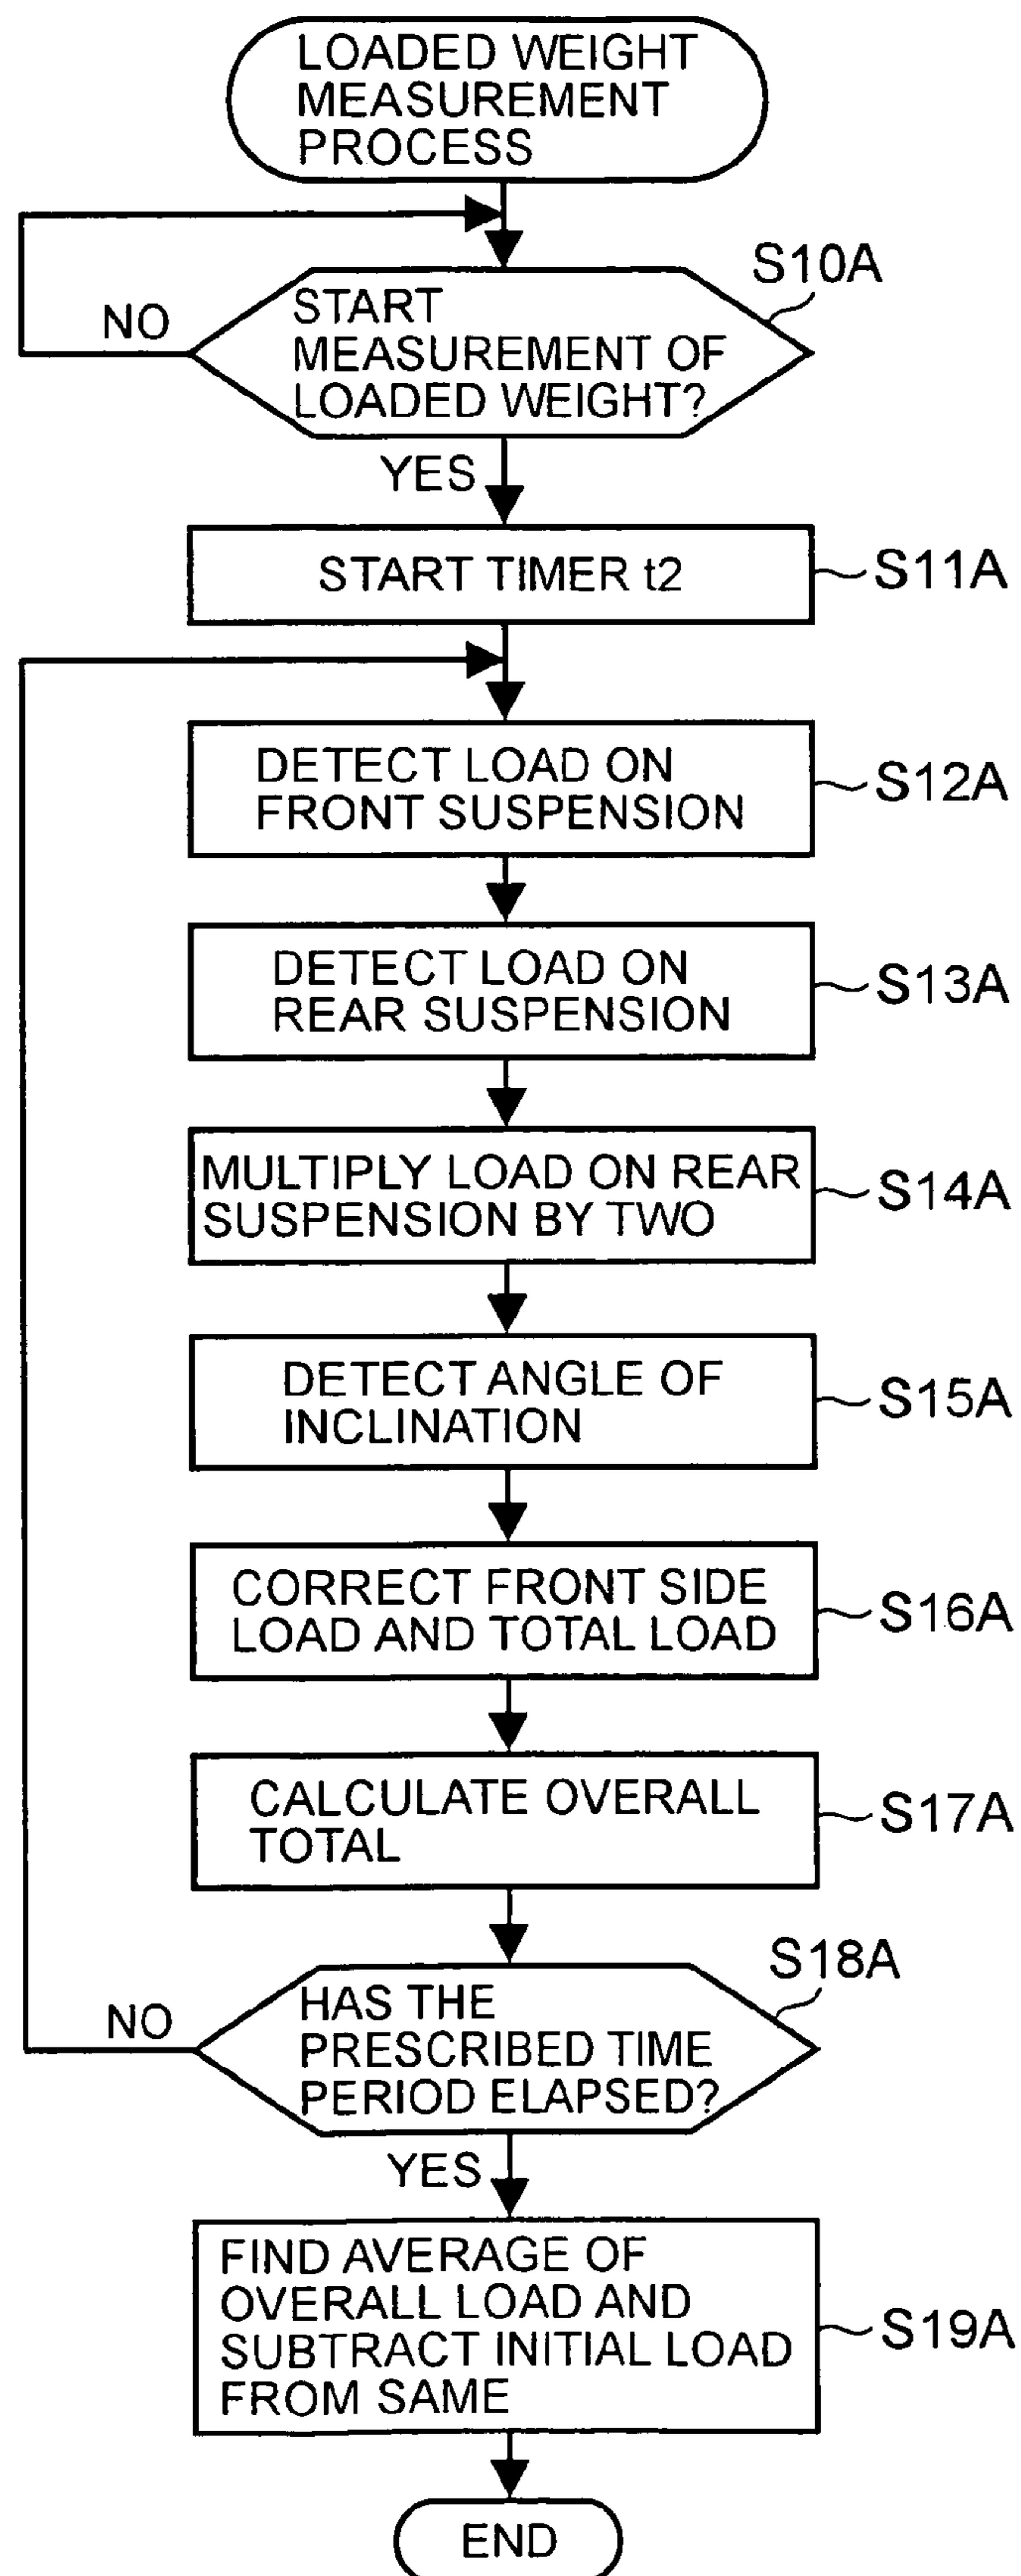 LOADED WEIGHT
MEASUREMENT
PROCESS
S10A
START
MEASUREMENT OF
LOADED WEIGHT?
NO
YES
START TIMER t2
S11A
DETECT LOAD ON
FRONT SUSPENSION
S12A
DETECT LOAD ON
REAR SUSPENSION
S13A
MULTIPLY LOAD ON REAR
SUSPENSION BY TWO
S14A
DETECT ANGLE OF
INCLINATION
S15A
CORRECT FRONT SIDE
LOAD AND TOTAL LOAD
S16A
CALCULATE OVERALL
TOTAL
S17A
S18A
HAS THE
PRESCRIBED TIME
PERIOD ELAPSED?
NO
YES
FIND AVERAGE OF
OVERALL LOAD AND
SUBTRACT INITIAL LOAD
FROM SAME
S19A
END